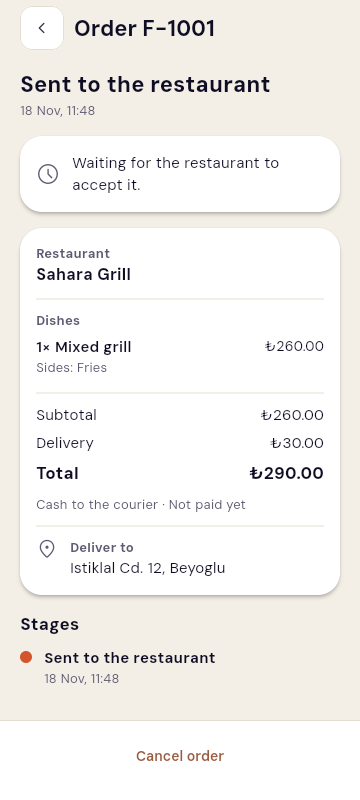 Order F-1001
Sent to the restaurant
18 Nov, 11:48
Waiting for the restaurant to
accept it.
Restaurant
Sahara Grill
Dishes
1× Mixed grill ₺260.00
Sides: Fries
Subtotal ₺260.00
Delivery ₺30.00
Total ₺290.00
Cash to the courier · Not paid yet
Deliver to
Istiklal Cd. 12, Beyoglu
Stages
Sent to the restaurant
18 Nov, 11:48
Cancel order